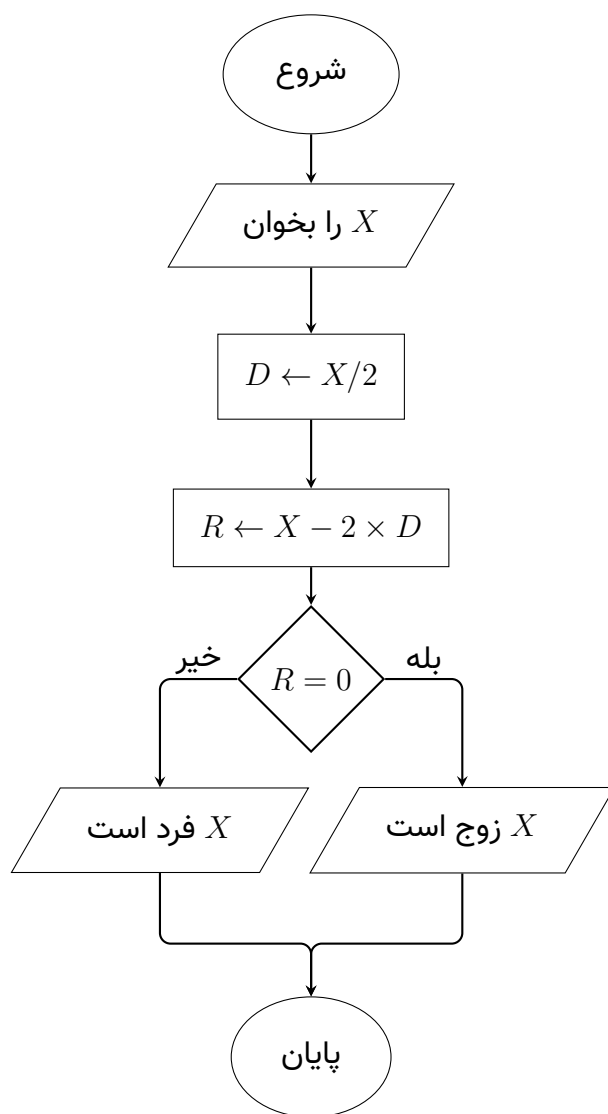 شروع
X را بخوان
D ← X/2
R ← X − 2 × D
R = 0
بله
خیر
X زوج است
X فرد است
پایان